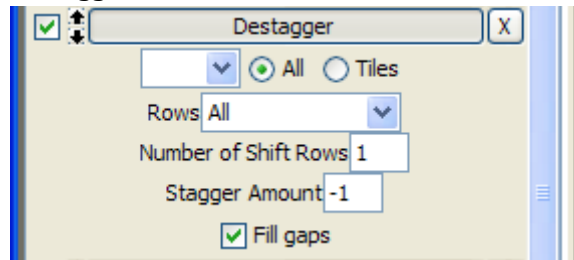 Destagger X
All Tiles
Rows All
Number of Shift Rows 1
Stagger Amount -1
Fill gaps